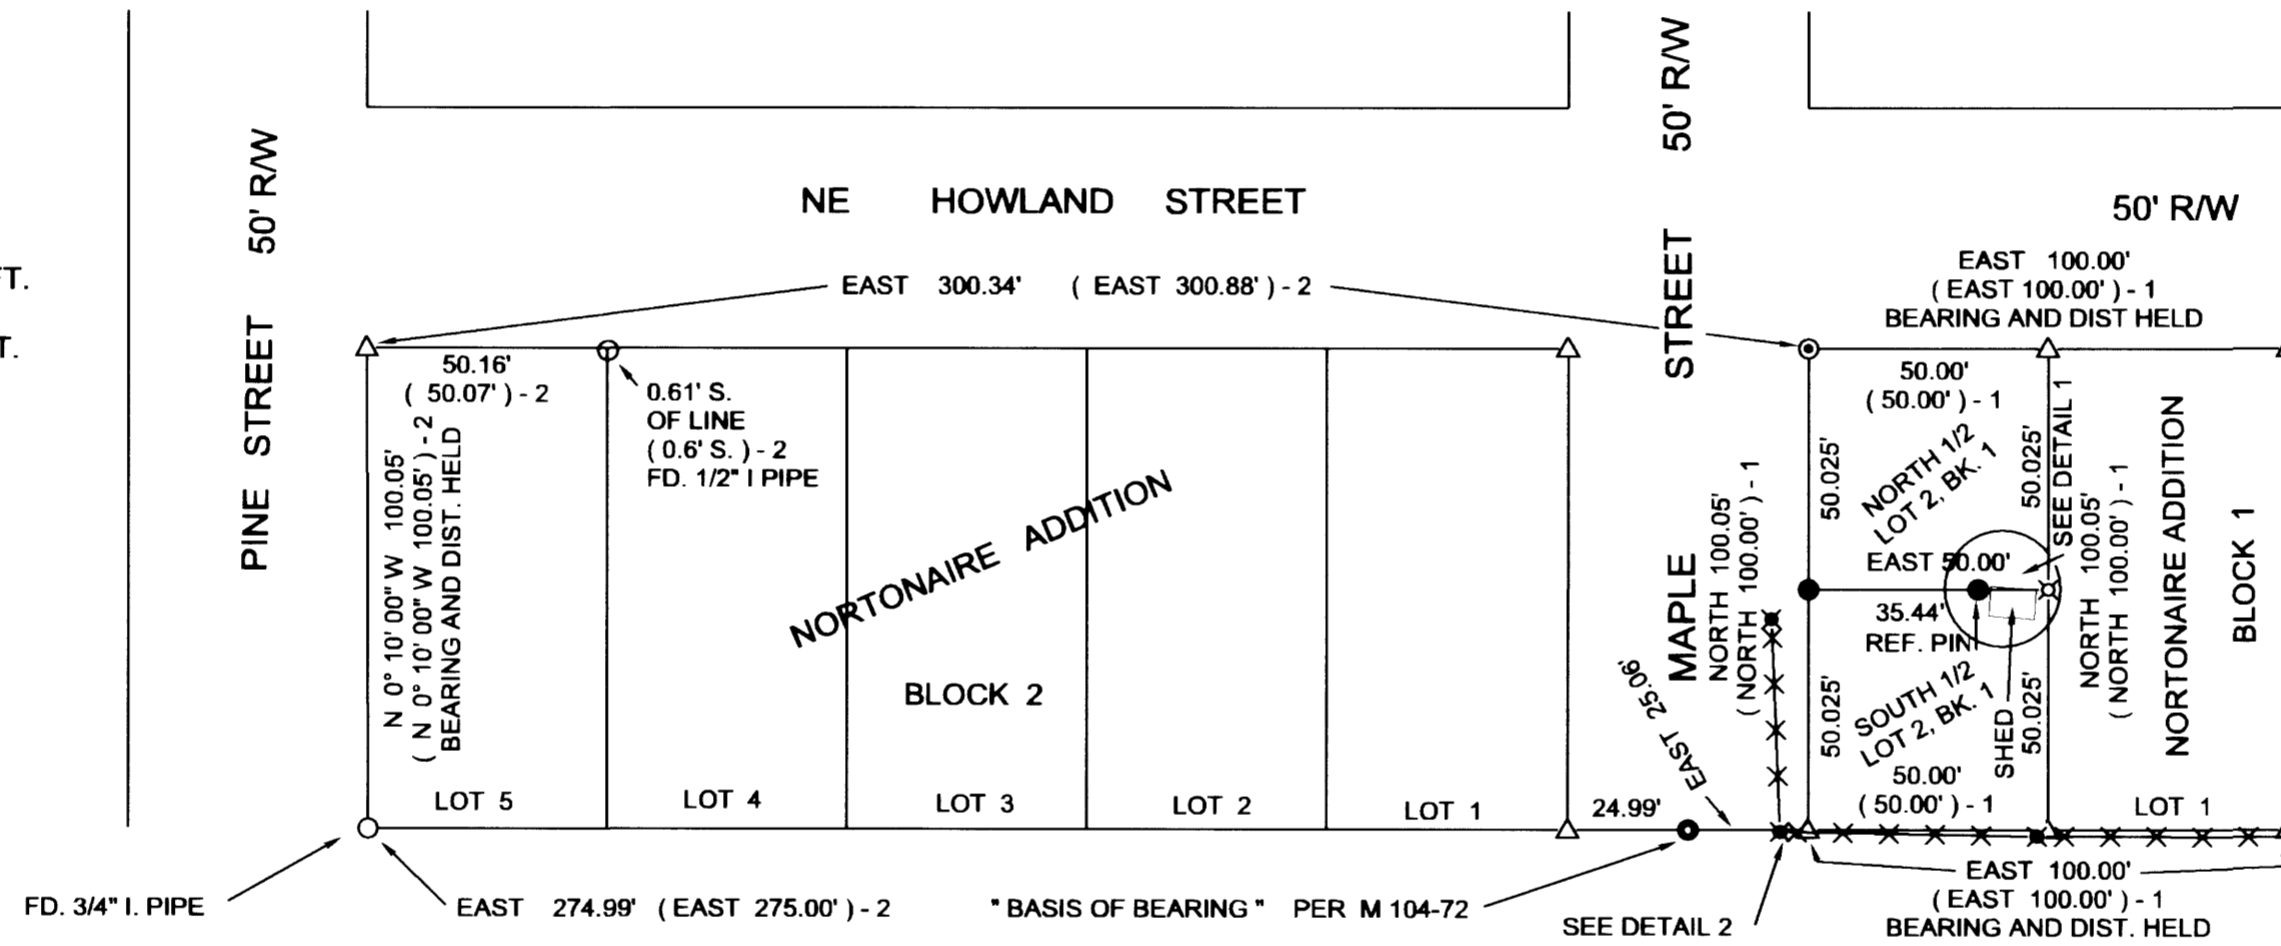 FT.
T.
PINE STREET 50' R/W
NE HOWLAND STREET
50' R/W
MAPLE STREET 50' R/W
EAST 300.34' ( EAST 300.88' ) - 2
EAST 100.00'
( EAST 100.00' ) - 1
BEARING AND DIST HELD
50.16'
( 50.07' ) - 2
0.61' S.
OF LINE
( 0.6' S. ) - 2
FD. 1/2" I PIPE
N 0° 10' 00" W 100.05'
( N 0° 10' 00" W 100.05' ) - 2
BEARING AND DIST. HELD
NORTONAIRE ADDITION
BLOCK 2
LOT 5
LOT 4
LOT 3
LOT 2
LOT 1
24.99'
EAST 25.06'
NORTH 100.05'
( NORTH 100.00' ) - 1
50.00'
( 50.00' ) - 1
50.025'
NORTH 1/2
LOT 2, BK. 1
50.025'
SEE DETAIL 1
EAST 50.00'
35.44'
REF. PIN
50.025'
SOUTH 1/2
LOT 2, BK. 1
SHED
50.025'
50.00'
( 50.00' ) - 1
NORTH 100.05'
( NORTH 100.00' ) - 1
NORTONAIRE ADDITION
BLOCK 1
LOT 1
FD. 3/4" I. PIPE
EAST 274.99' ( EAST 275.00' ) - 2
" BASIS OF BEARING " PER M 104-72
SEE DETAIL 2
EAST 100.00'
( EAST 100.00' ) - 1
BEARING AND DIST. HELD